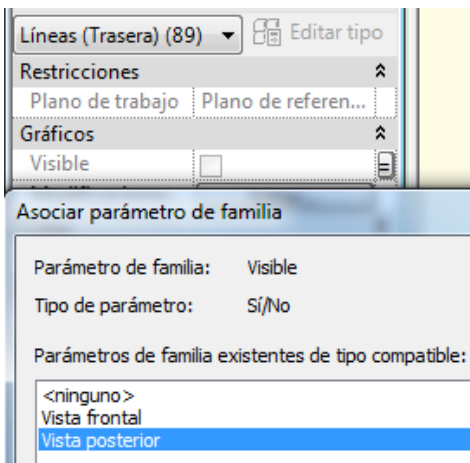 Líneas (Trasera) (89) Editar tipo
Restricciones
Plano de trabajo Plano de referen...
Gráficos
Visible =
Asociar parámetro de familia
Parámetro de familia: Visible
Tipo de parámetro: Sí/No
Parámetros de familia existentes de tipo compatible:
<ninguno>
Vista frontal
Vista posterior